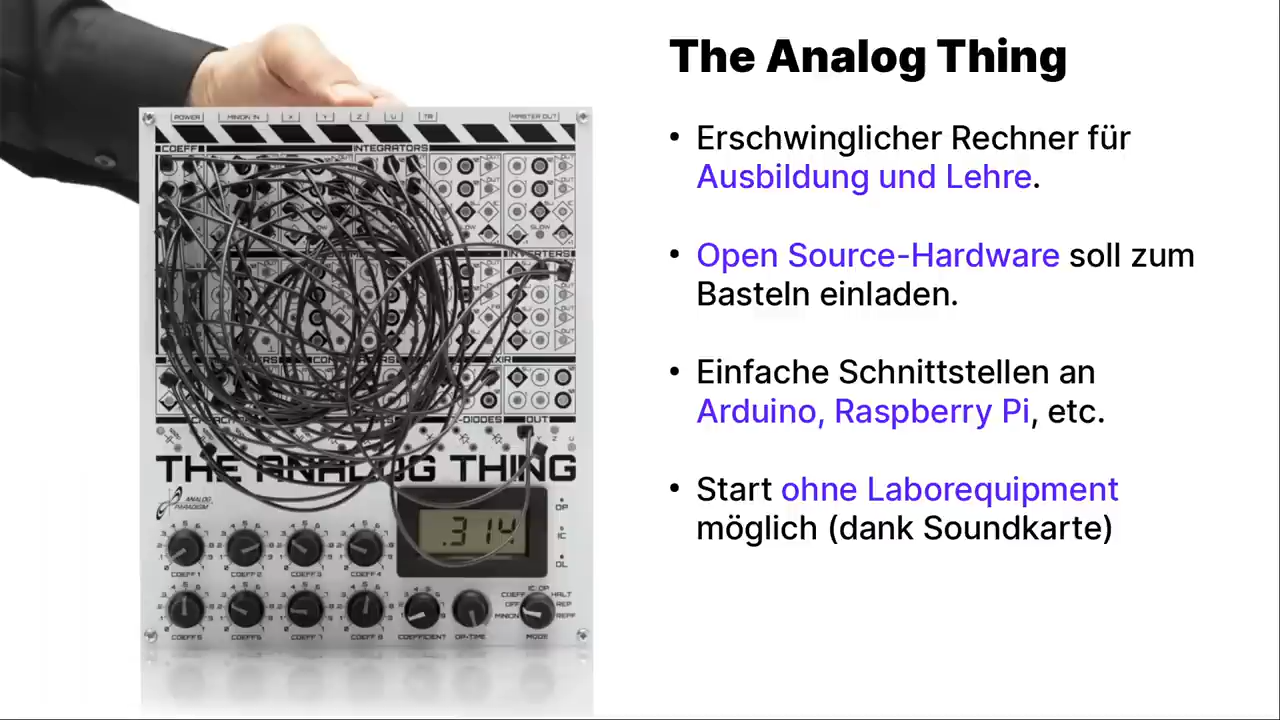 The Analog Thing
• Erschwinglicher Rechner für
Ausbildung und Lehre.
• Open Source-Hardware soll zum
Basteln einladen.
• Einfache Schnittstellen an
Arduino, Raspberry Pi, etc.
• Start ohne Laborequipment
möglich (dank Soundkarte)
POWER MINION IN X Y Z U TR MASTER OUT
COEFF INTEGRATORS
INVERTERS
XIR
-DIODES OUT
THE ANALOG THING
ANALOG
PARADIGM
.314
OP
IC
OL
COEFF 1 COEFF 2 COEFF 3 COEFF 4
IC OP
COEFF HALT
OFF REP
MINION REPF
COEFF 5 COEFF 6 COEFF 7 COEFF 8 COEFFICIENT OP-TIME MODE